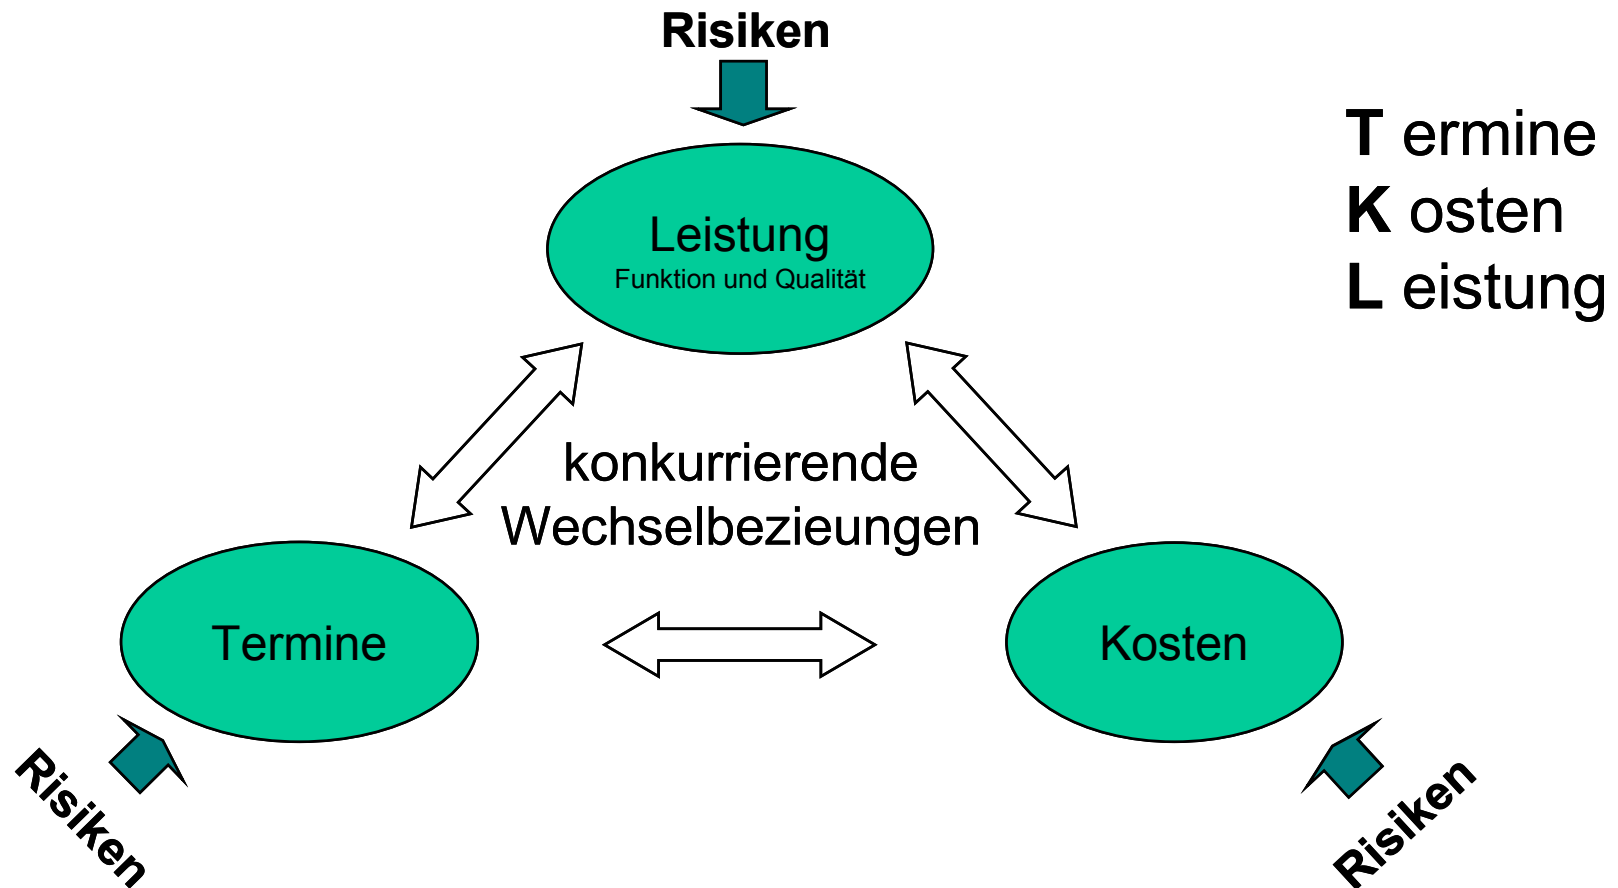 Risiken
T ermine
K osten
L eistung
Leistung
Funktion und Qualität
konkurrierende
Wechselbezieungen
Termine
Kosten
Risiken
Risiken